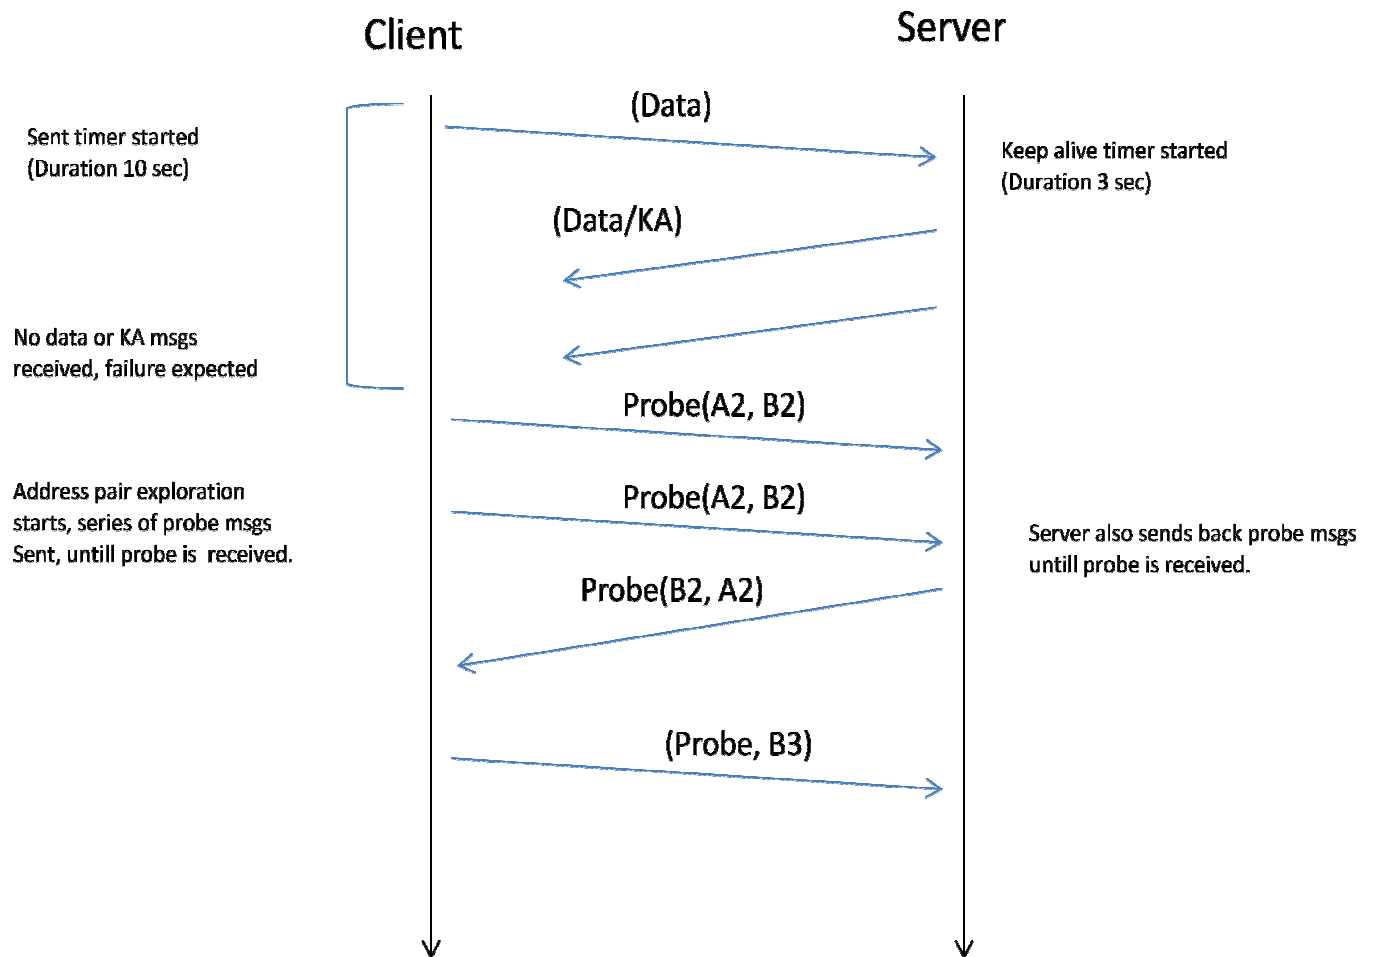 Client
Server
(Data)
Sent timer started
(Duration 10 sec)
Keep alive timer started
(Duration 3 sec)
(Data/KA)
No data or KA msgs
received, failure expected
Probe(A2, B2)
Address pair exploration
starts, series of probe msgs
Sent, untill probe is received.
Probe(A2, B2)
Server also sends back probe msgs
untill probe is received.
Probe(B2, A2)
(Probe, B3)